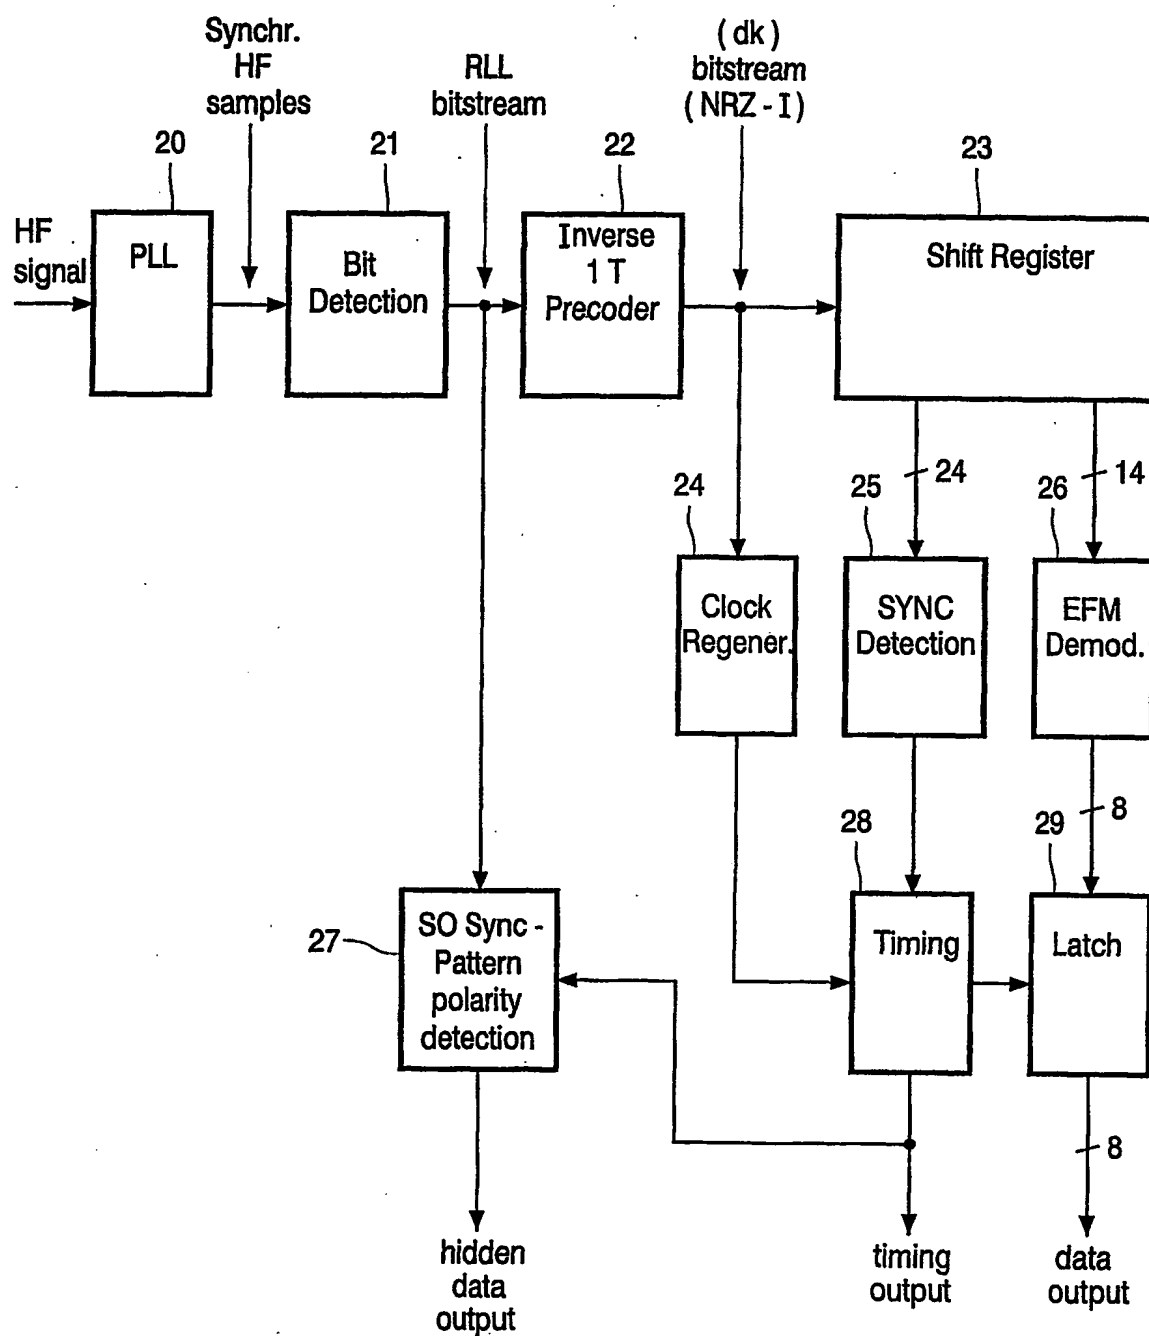 Synchr.
HF
samples
RLL
bitstream
( dk )
bitstream
( NRZ - I )
20
21
22
23
HF
signal
PLL
Bit
Detection
Inverse
1 T
Precoder
Shift Register
24
14
24
25
26
Clock
Regener.
SYNC
Detection
EFM
Demod.
8
28
29
27
SO Sync -
Pattern
polarity
detection
Timing
Latch
8
hidden
data
output
timing
output
data
output